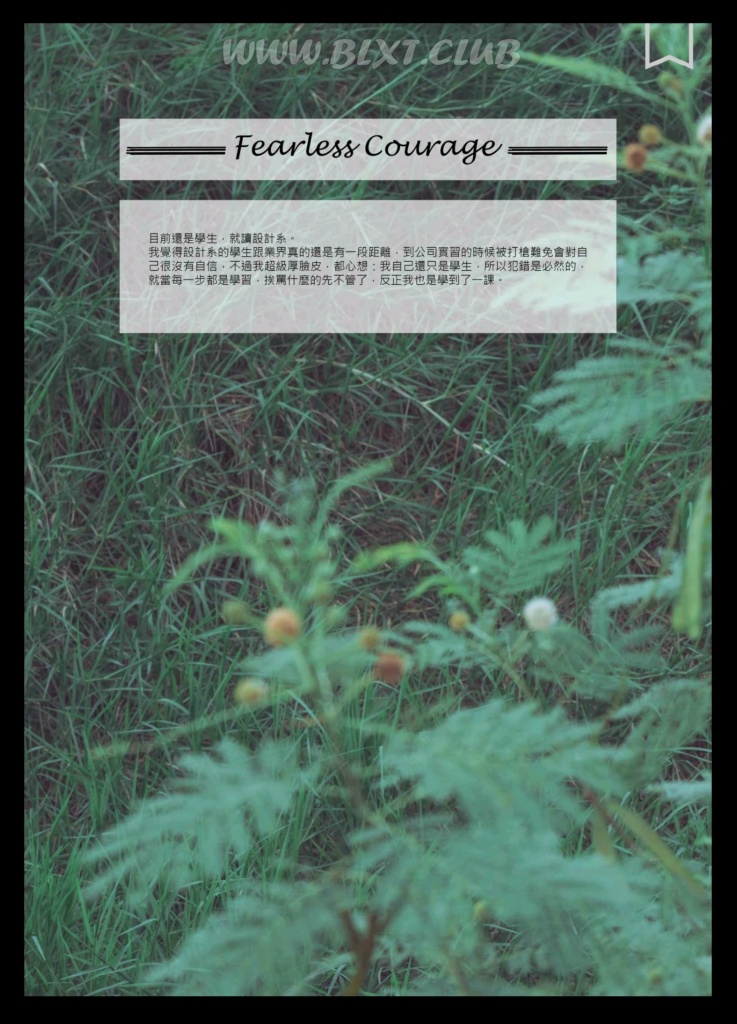 WWW.BLXT.CLUB
Fearless Courage
目前還是學生，就讀設計系。
我覺得設計系的學生跟業界真的還是有一段距離，到公司實習的時候被打槍難免會對自
己很沒有自信，不過我超級厚臉皮，都心想：我自己還只是學生，所以犯錯是必然的，
就當每一步都是學習，挨罵什麼的先不管了，反正我也是學到了一課。